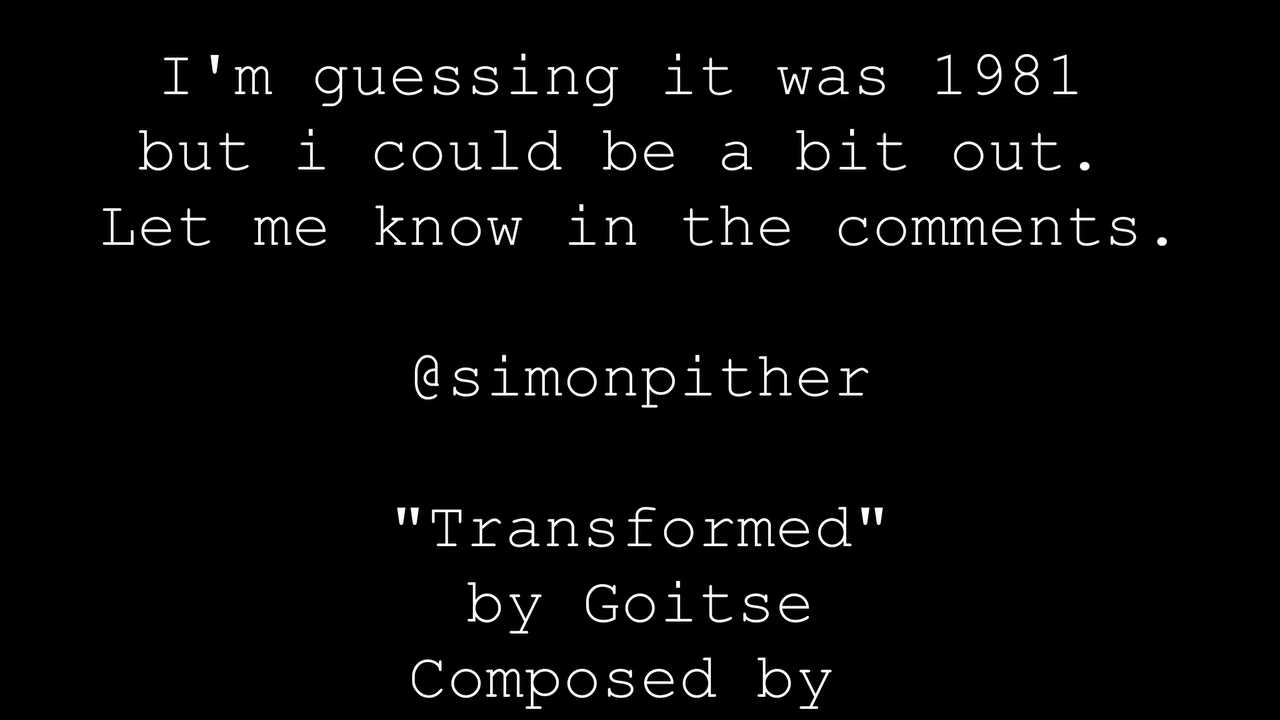 I'm guessing it was 1981
but i could be a bit out.
Let me know in the comments.
@simonpither
"Transformed"
by Goitse
Composed by